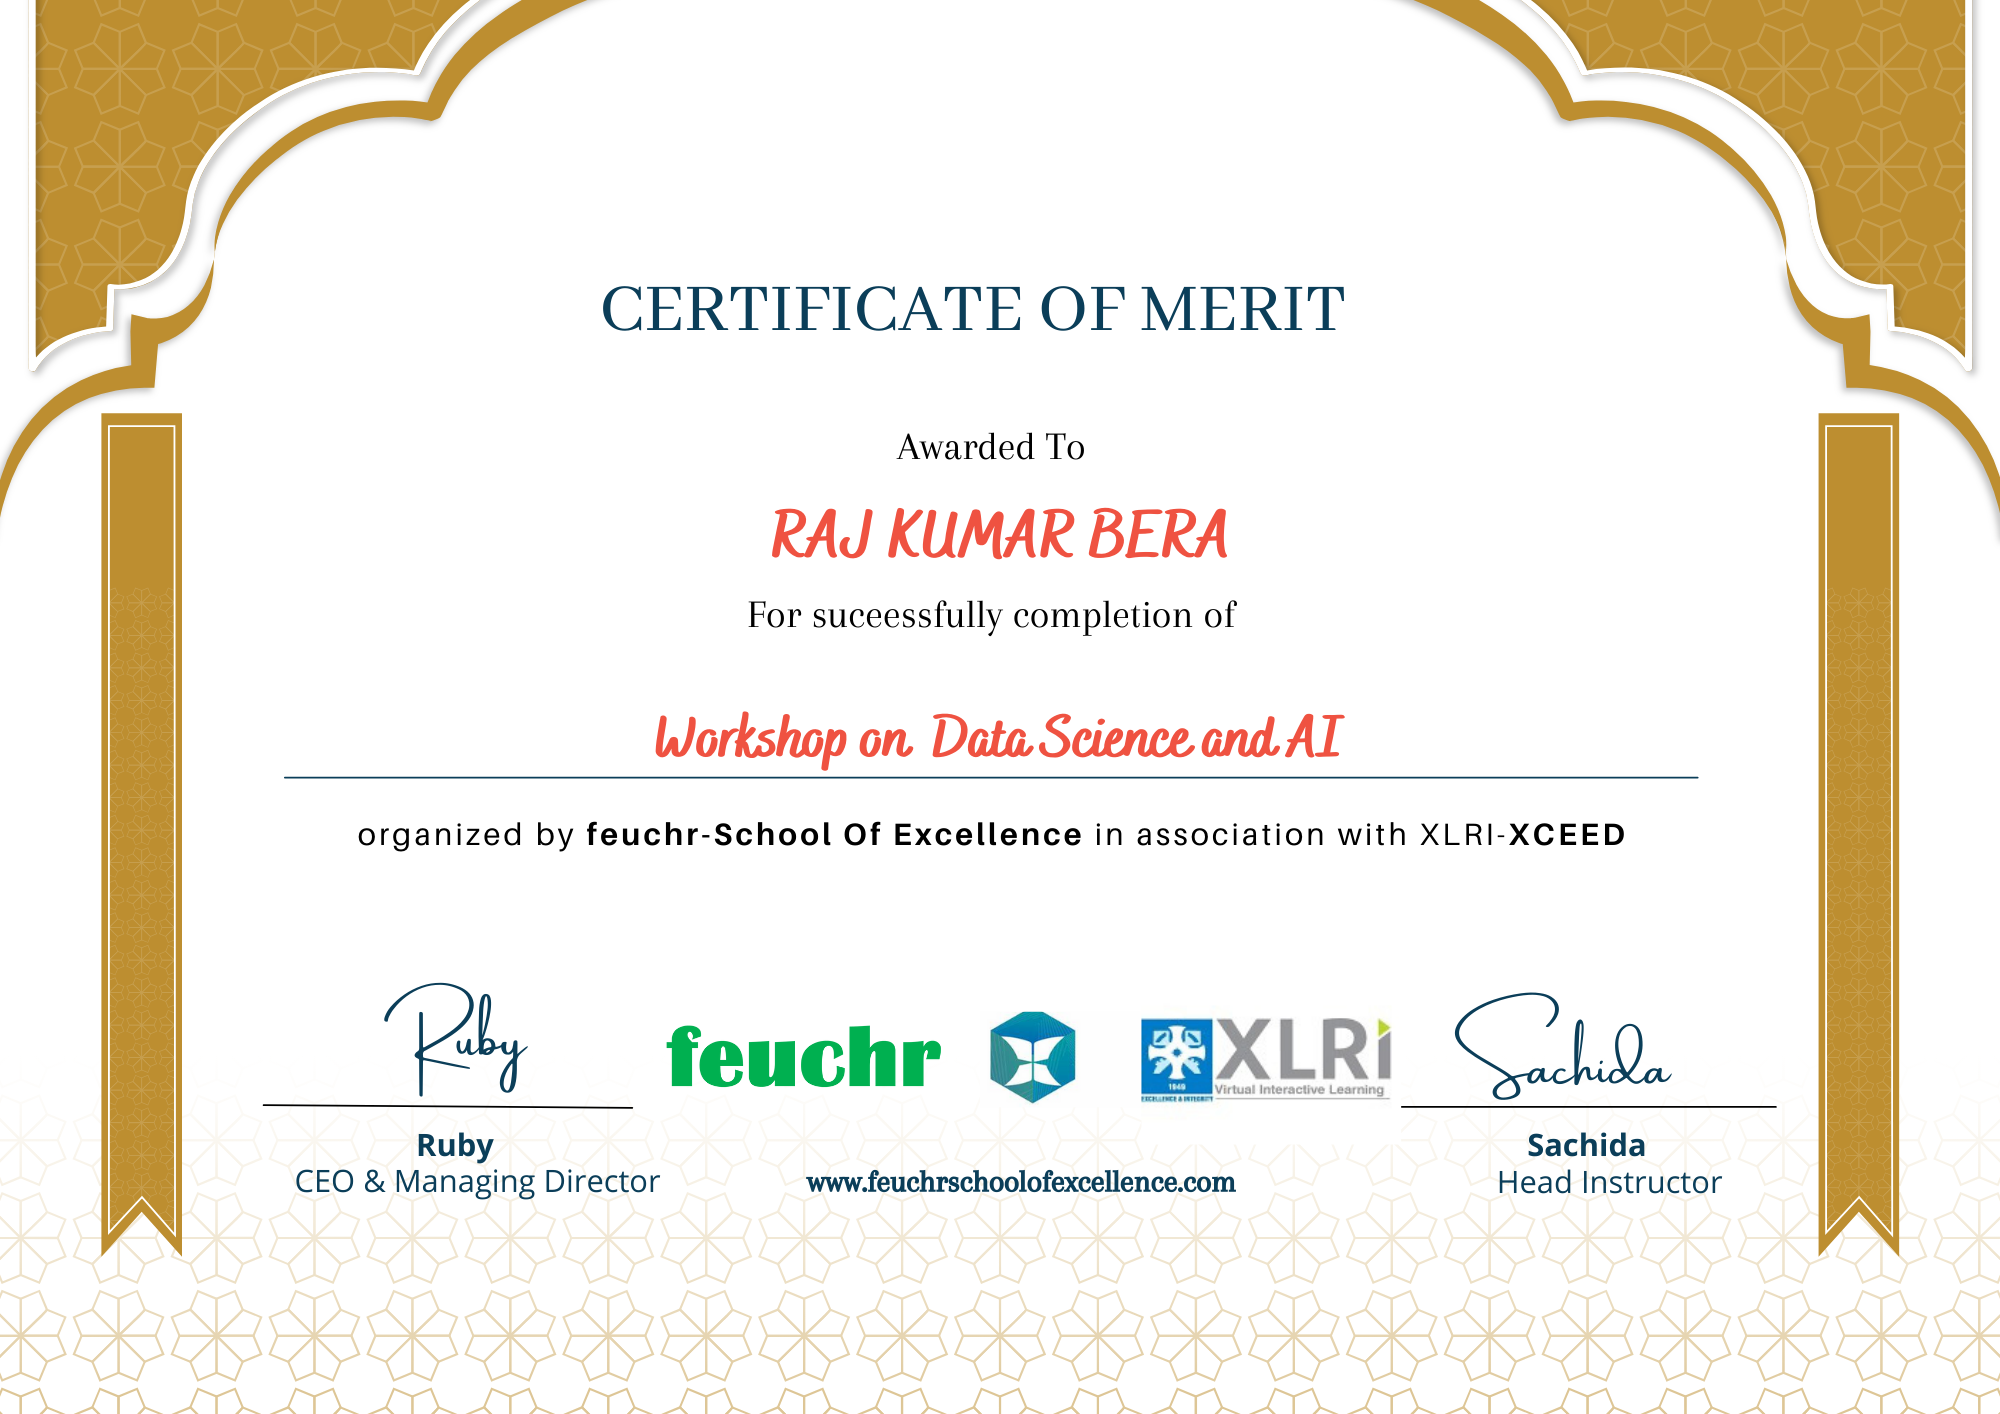 CERTIFICATE OF MERIT
Awarded To
RAJ KUMAR BERA
For suceessfully completion of
Workshop on Data Science and AI
organized by feuchr-School Of Excellence in association with XLRI-XCEED
Ruby
feuchr
1949
EXCELLENCE & INTEGRITY
XLRi
Virtual Interactive Learning
Sachida
Ruby
CEO & Managing Director
www.feuchrschoolofexcellence.com
Sachida
Head Instructor